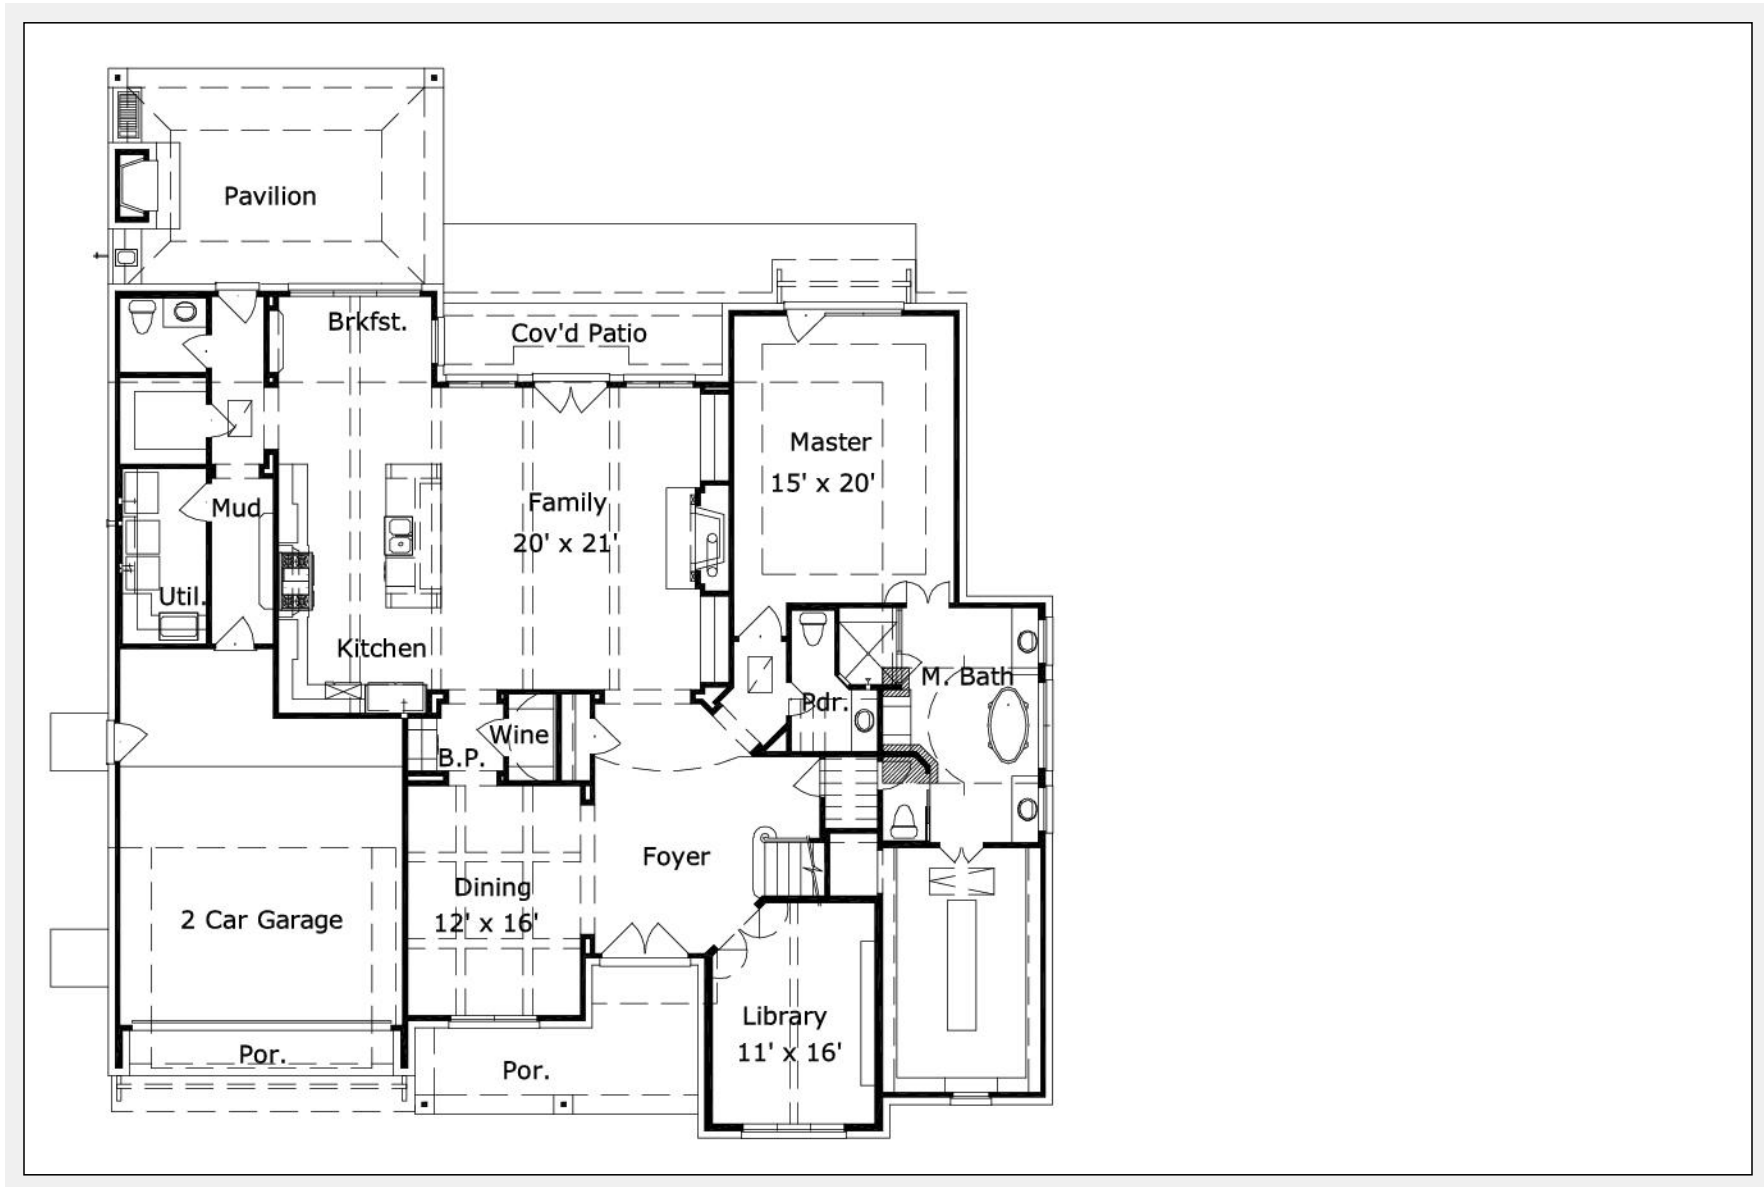 Pavilion
Brkfst.
Cov'd Patio
Master
15' x 20'
Family
20' x 21'
Mud
Util.
Kitchen
M. Bath
Pdr.
Wine
B.P.
Foyer
Dining
12' x 16'
2 Car Garage
Library
11' x 16'
Por.
Por.